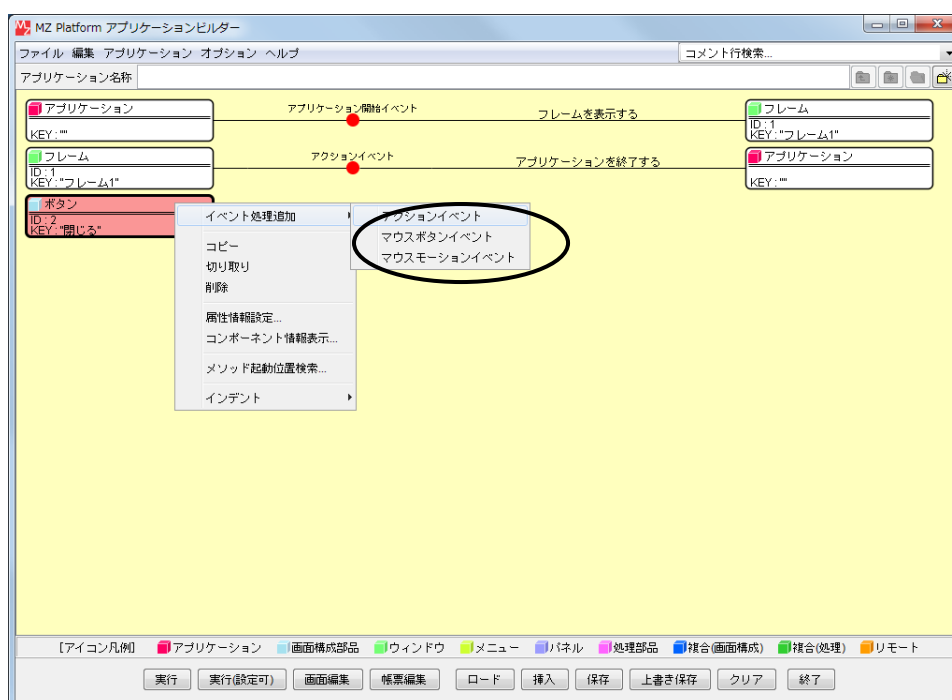 MZ Platform アプリケーションビルダー
ファイル 編集 アプリケーション オプション ヘルプ コメント行検索...
アプリケーション名称
アプリケーション アプリケーション開始イベント フレームを表示する フレーム
KEY:"" ID:1
KEY:"フレーム1"
フレーム アクションイベント アプリケーションを終了する アプリケーション
ID:1
KEY:"フレーム1" KEY:""
ボタン
ID:2
KEY:"閉じる"
イベント処理追加 アクションイベント
マウスボタンイベント
マウスモーションイベント
コピー
切り取り
削除
属性情報設定...
コンポーネント情報表示...
メソッド起動位置検索...
インデント
[アイコン凡例] アプリケーション 画面構成部品 ウィンドウ メニュー パネル 処理部品 複合(画面構成) 複合(処理) リモート
実行 実行(設定可) 画面編集 帳票編集 ロード 挿入 保存 上書き保存 クリア 終了